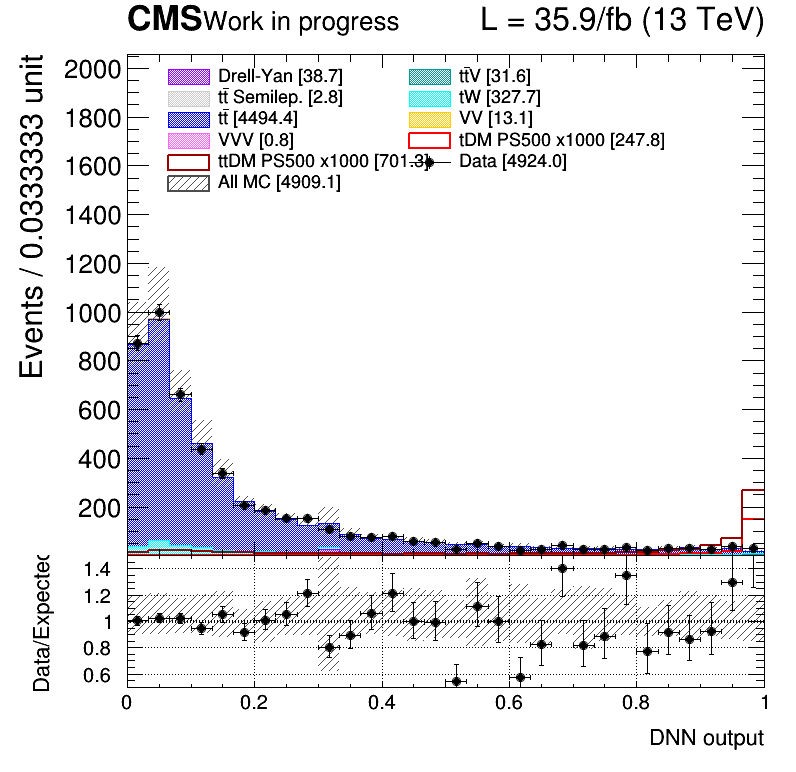 CMS Work in progress L = 35.9/fb (13 TeV)
Events / 0.0333333 unit
2000
1800
1600
1400
1200
1000
800
600
400
200
Drell-Yan [38.7]
tt̄ Semilep. [2.8]
tt̄ [4494.4]
VVV [0.8]
ttDM PS500 x1000 [701.3]
All MC [4909.1]
tt̄V [31.6]
tW [327.7]
VV [13.1]
tDM PS500 x1000 [247.8]
Data [4924.0]
Data/Expected
1.4
1.2
1
0.8
0.6
0 0.2 0.4 0.6 0.8 1
DNN output